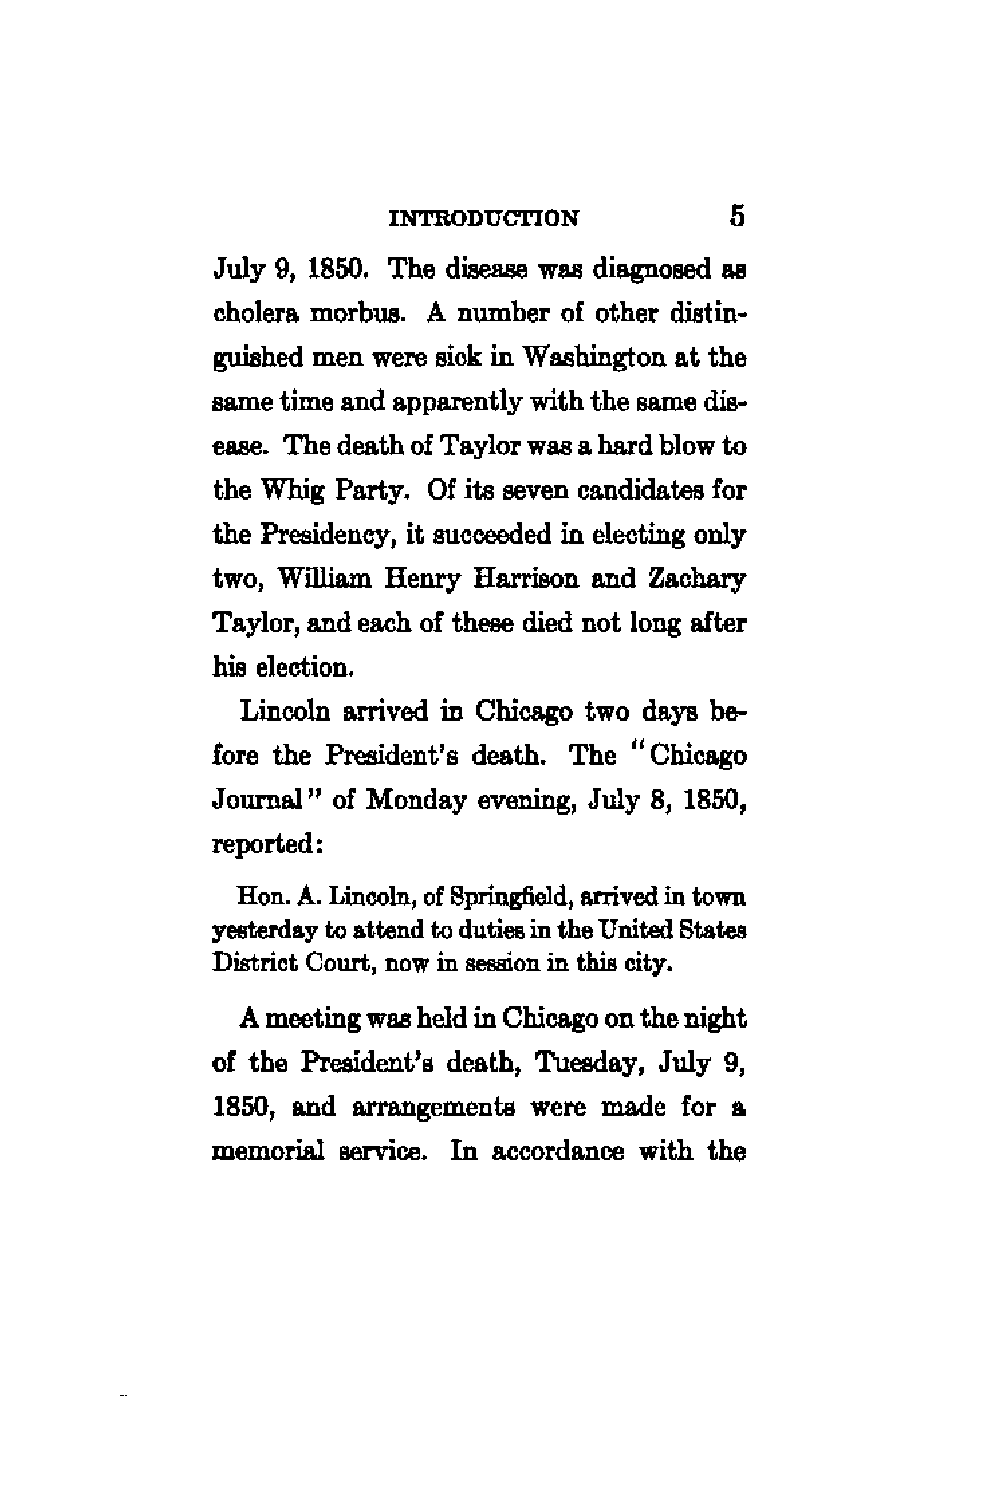 INTRODUCTION 5
July 9, 1850. The disease was diagnosed as
cholera morbus. A number of other distin-
guished men were sick in Washington at the
same time and apparently with the same dis-
ease. The death of Taylor was a hard blow to
the Whig Party. Of its seven candidates for
the Presidency, it succeeded in electing only
two, William Henry Harrison and Zachary
Taylor, and each of these died not long after
his election.
Lincoln arrived in Chicago two days be-
fore the President's death. The "Chicago
Journal" of Monday evening, July 8, 1850,
reported:
Hon. A. Lincoln, of Springfield, arrived in town
yesterday to attend to duties in the United States
District Court, now in session in this city.
A meeting was held in Chicago on the night
of the President's death, Tuesday, July 9,
1850, and arrangements were made for a
memorial service. In accordance with the